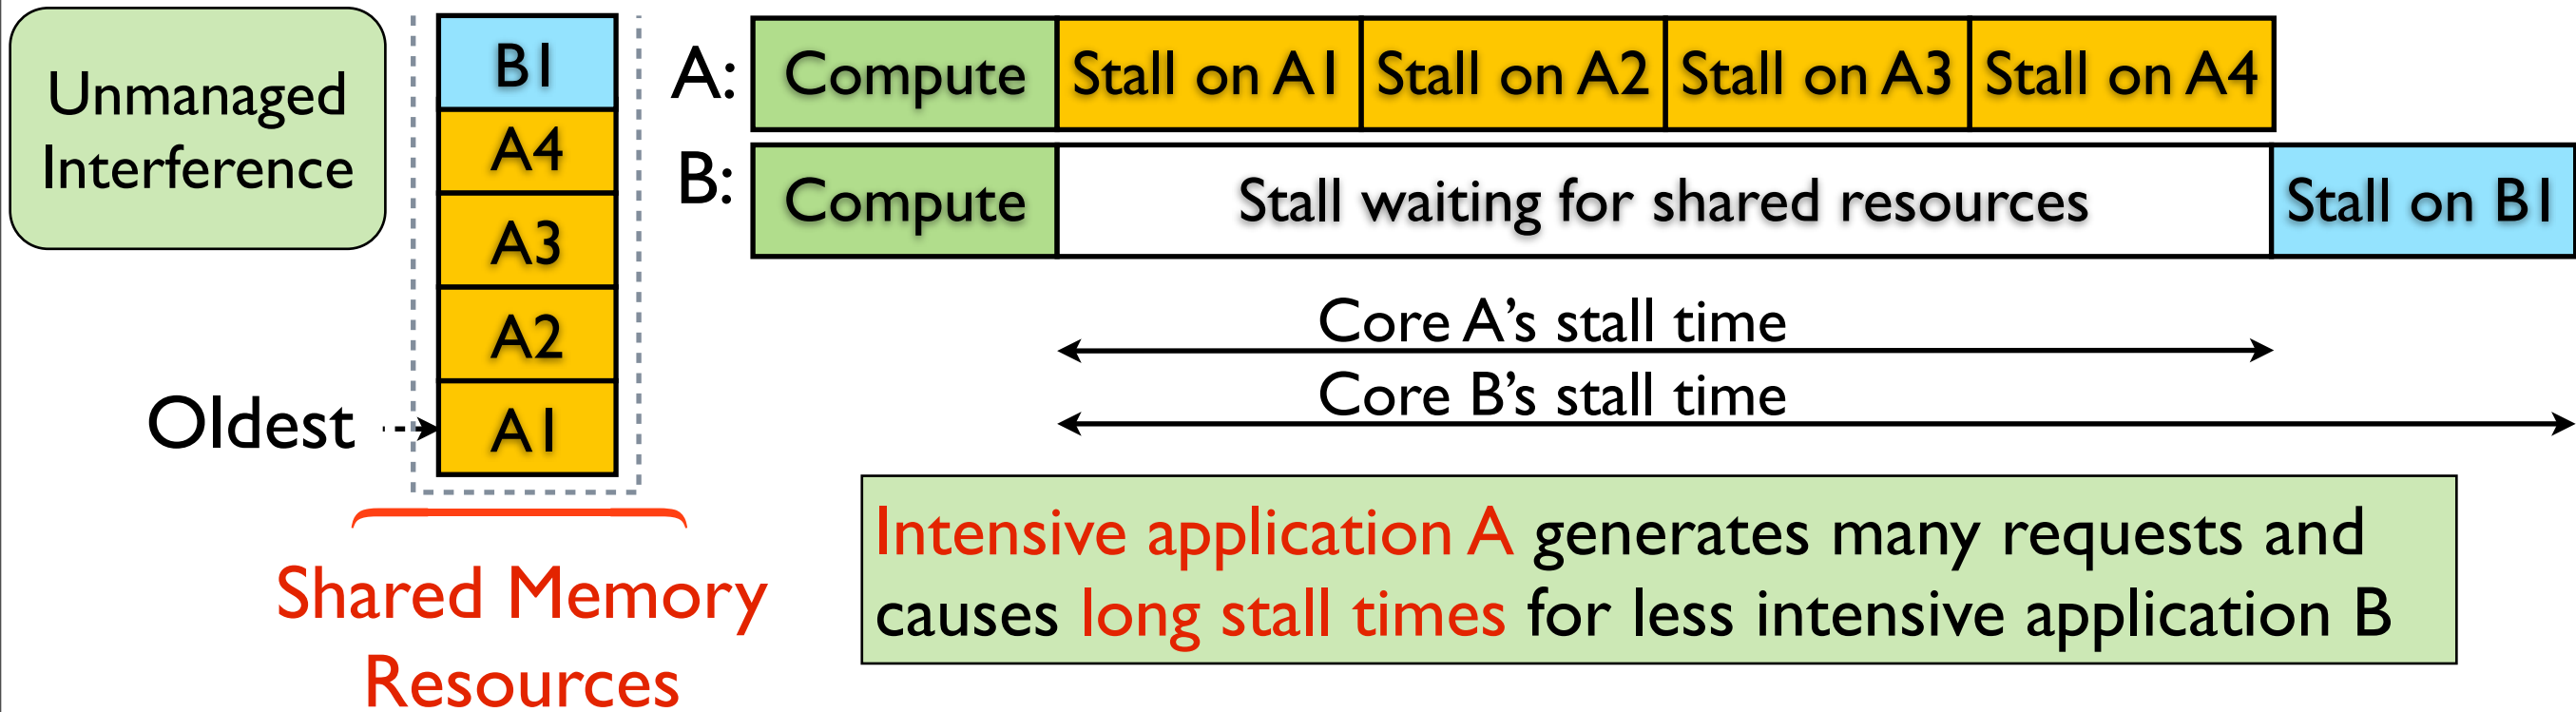 Unmanaged
Interference
B1
A4
A3
A2
A1
Oldest
Shared Memory
Resources
A:
Compute
Stall on A1
Stall on A2
Stall on A3
Stall on A4
B:
Compute
Stall waiting for shared resources
Stall on B1
Core A's stall time
Core B's stall time
Intensive application A generates many requests and
causes long stall times for less intensive application B